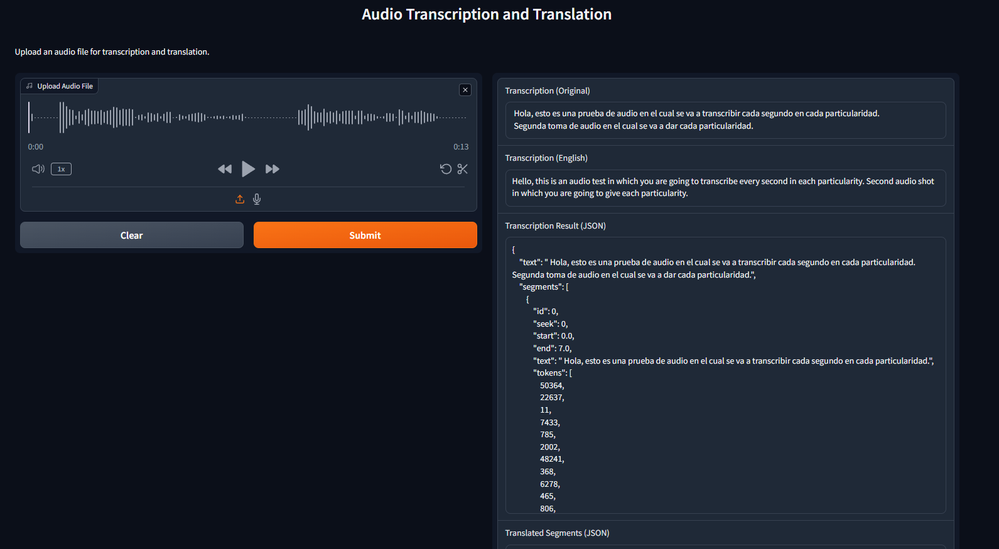 Audio Transcription and Translation
Upload an audio file for transcription and translation.
Upload Audio File
0:00
0:13
1x
Clear
Submit
Transcription (Original)
Hola, esto es una prueba de audio en el cual se va a transcribir cada segundo en cada particularidad.
Segunda toma de audio en el cual se va a dar cada particularidad.
Transcription (English)
Hello, this is an audio test in which you are going to transcribe every second in each particularity. Second audio shot
in which you are going to give each particularity.
Transcription Result (JSON)
{
"text": " Hola, esto es una prueba de audio en el cual se va a transcribir cada segundo en cada particularidad.
Segunda toma de audio en el cual se va a dar cada particularidad.",
"segments": [
{
"id": 0,
"seek": 0,
"start": 0.0,
"end": 7.0,
"text": " Hola, esto es una prueba de audio en el cual se va a transcribir cada segundo en cada particularidad.",
"tokens": [
50364,
22637,
11,
7433,
785,
2002,
48241,
368,
6278,
465,
806,
Translated Segments (JSON)